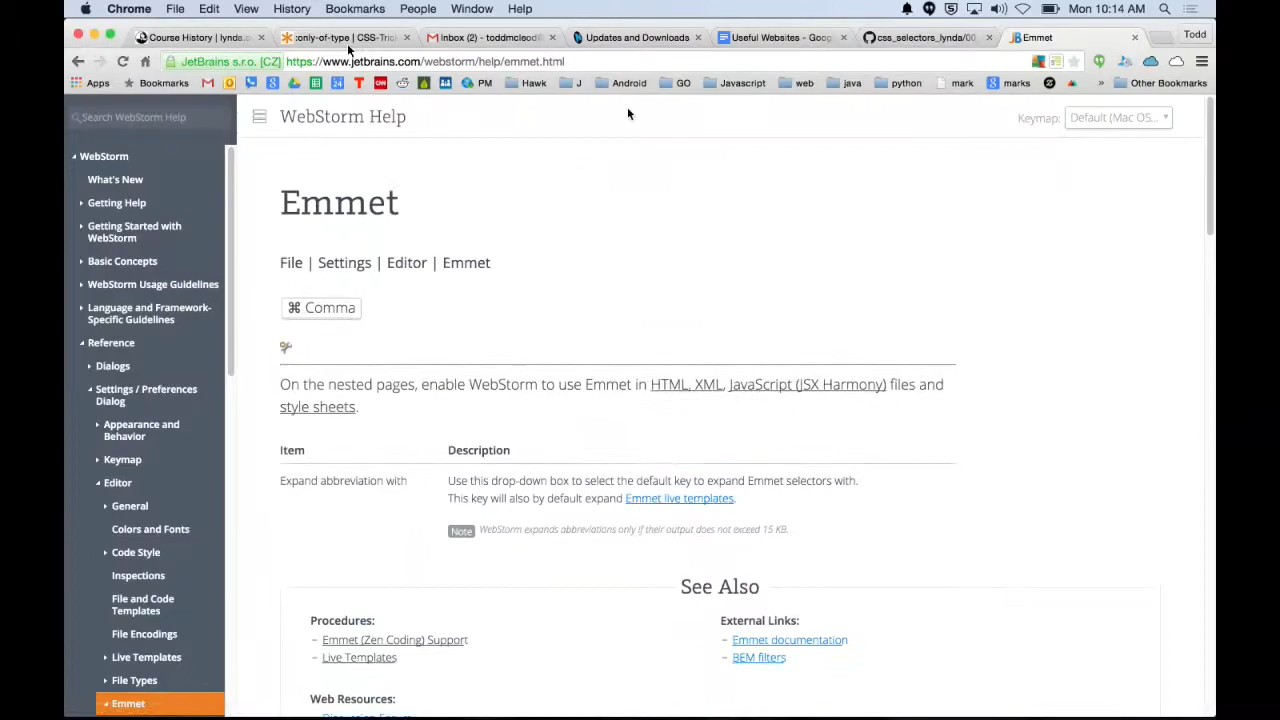 Chrome File Edit View History Bookmarks People Window Help Mon 10:14 AM
Course History | lynda.c :only-of-type | CSS-Tric Inbox (2) - toddmcleod Updates and Downloads Useful Websites - Goog css_selectors_lynda/00 Emmet Todd
JetBrains s.r.o. [CZ] https://www.jetbrains.com/webstorm/help/emmet.html
Apps Bookmarks PM Hawk J Android GO Javascript web java python mark marks » Other Bookmarks
Search WebStorm Help
WebStorm Help
Keymap: Default (Mac OS...
WebStorm
What's New
Getting Help
Getting Started with
WebStorm
Basic Concepts
WebStorm Usage Guidelines
Language and Framework-
Specific Guidelines
Reference
Dialogs
Settings / Preferences
Dialog
Appearance and
Behavior
Keymap
Editor
General
Colors and Fonts
Code Style
Inspections
File and Code
Templates
File Encodings
Live Templates
File Types
Emmet
Emmet
File | Settings | Editor | Emmet
⌘ Comma
On the nested pages, enable WebStorm to use Emmet in HTML, XML, JavaScript (JSX Harmony) files and
style sheets.
Item Description
Expand abbreviation with Use this drop-down box to select the default key to expand Emmet selectors with.
This key will also by default expand Emmet live templates.
Note WebStorm expands abbreviations only if their output does not exceed 15 KB.
See Also
Procedures:
– Emmet (Zen Coding) Support
– Live Templates
Web Resources:
External Links:
– Emmet documentation
– BEM filters